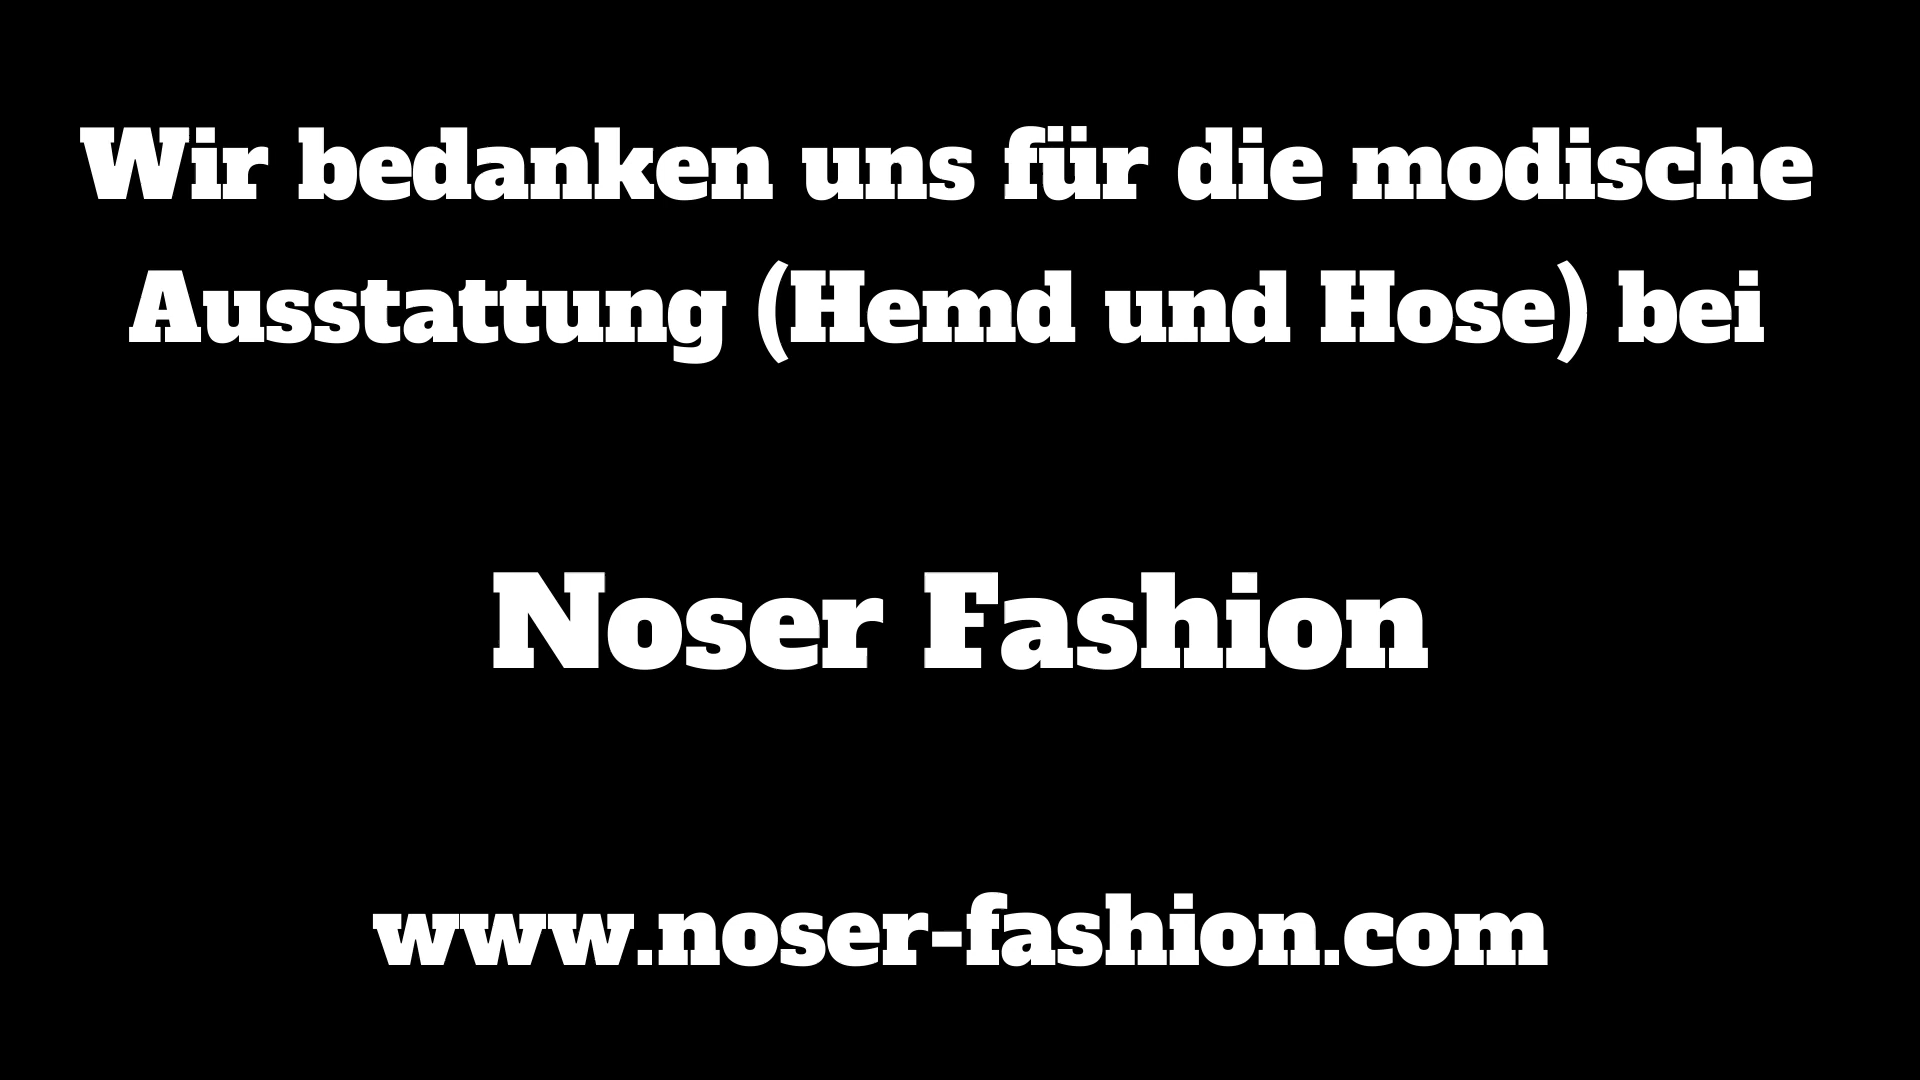 Wir bedanken uns für die modische
Ausstattung (Hemd und Hose) bei
Noser Fashion
www.noser-fashion.com